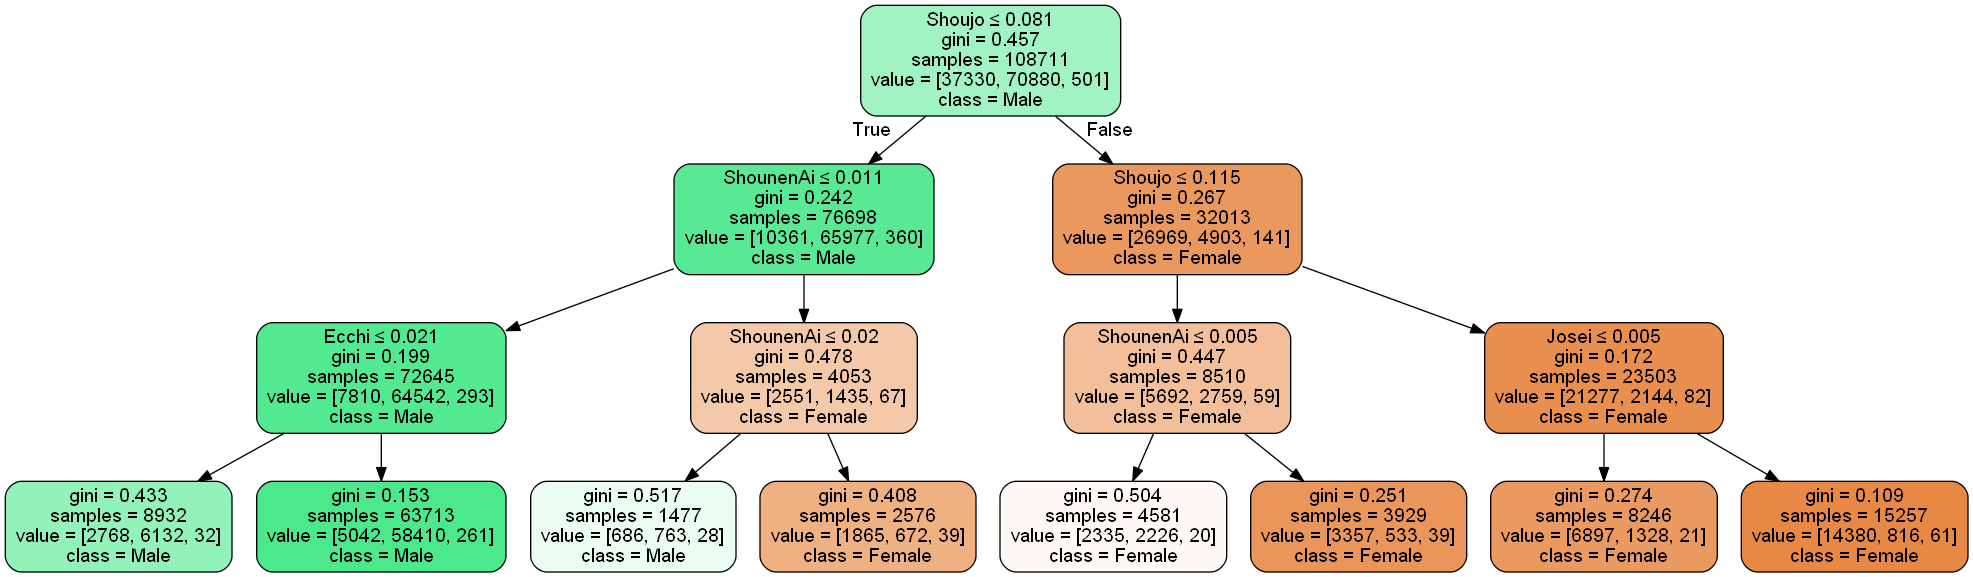 Shoujo ≤ 0.081
gini = 0.457
samples = 108711
value = [37330, 70880, 501]
class = Male
True
False
ShounenAi ≤ 0.011
gini = 0.242
samples = 76698
value = [10361, 65977, 360]
class = Male
Shoujo ≤ 0.115
gini = 0.267
samples = 32013
value = [26969, 4903, 141]
class = Female
Ecchi ≤ 0.021
gini = 0.199
samples = 72645
value = [7810, 64542, 293]
class = Male
ShounenAi ≤ 0.02
gini = 0.478
samples = 4053
value = [2551, 1435, 67]
class = Female
ShounenAi ≤ 0.005
gini = 0.447
samples = 8510
value = [5692, 2759, 59]
class = Female
Josei ≤ 0.005
gini = 0.172
samples = 23503
value = [21277, 2144, 82]
class = Female
gini = 0.433
samples = 8932
value = [2768, 6132, 32]
class = Male
gini = 0.153
samples = 63713
value = [5042, 58410, 261]
class = Male
gini = 0.517
samples = 1477
value = [686, 763, 28]
class = Male
gini = 0.408
samples = 2576
value = [1865, 672, 39]
class = Female
gini = 0.504
samples = 4581
value = [2335, 2226, 20]
class = Female
gini = 0.251
samples = 3929
value = [3357, 533, 39]
class = Female
gini = 0.274
samples = 8246
value = [6897, 1328, 21]
class = Female
gini = 0.109
samples = 15257
value = [14380, 816, 61]
class = Female